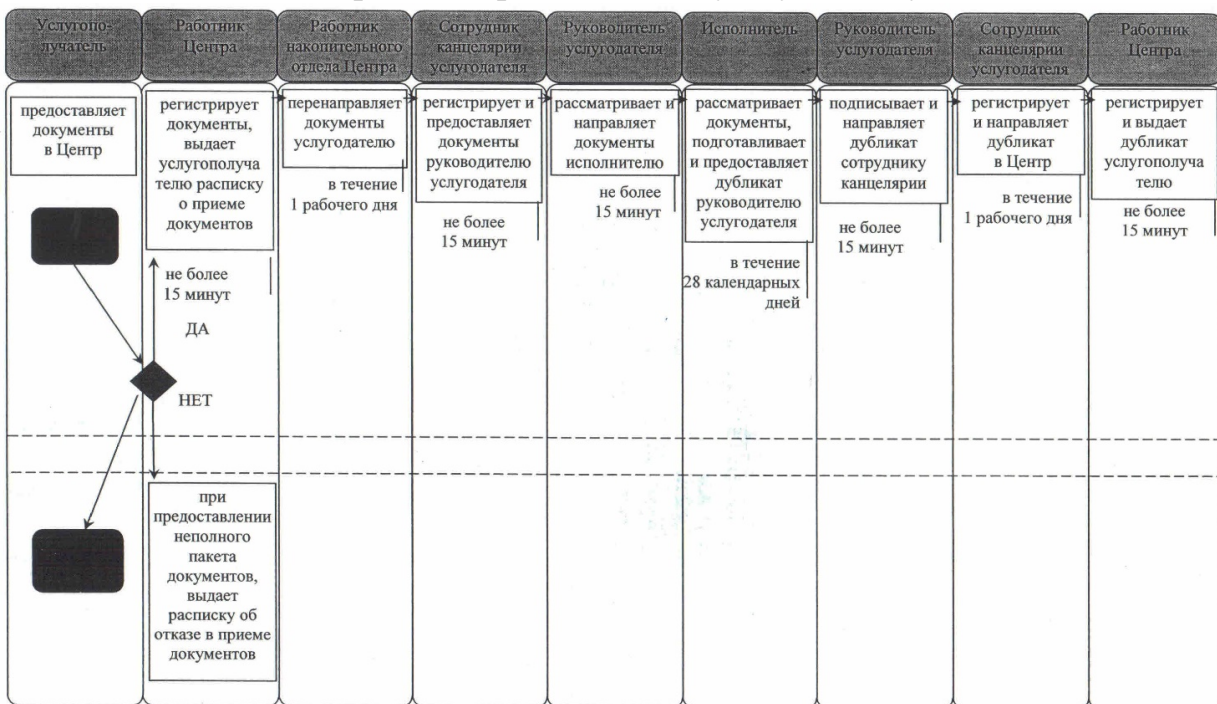 Услугопо-
лучатель
Работник
Центра
Работник
накопительного
отдела Центра
Сотрудник
канцелярии
услугодателя
Руководитель
услугодателя
Исполнитель
Руководитель
услугодателя
Сотрудник
канцелярии
услугодателя
Работник
Центра
предоставляет
документы
в Центр
регистрирует
документы,
выдает
услугополуча
телю расписку
о приеме
документов
не более
15 минут
ДА
НЕТ
при
предоставлении
неполного
пакета
документов,
выдает
расписку об
отказе в приеме
документов
перенаправляет
документы
услугодателю
в течение
1 рабочего дня
регистрирует и
предоставляет
документы
руководителю
услугодателя
не более
15 минут
рассматривает и
направляет
документы
исполнителю
не более
15 минут
рассматривает
документы,
подготавливает
и предоставляет
дубликат
руководителю
услугодателя
в течение
28 календарных
дней
подписывает и
направляет
дубликат
сотруднику
канцелярии
не более
15 минут
регистрирует
и направляет
дубликат
в Центр
в течение
1 рабочего дня
регистрирует
и выдает
дубликат
услугополуча
телю
не более
15 минут